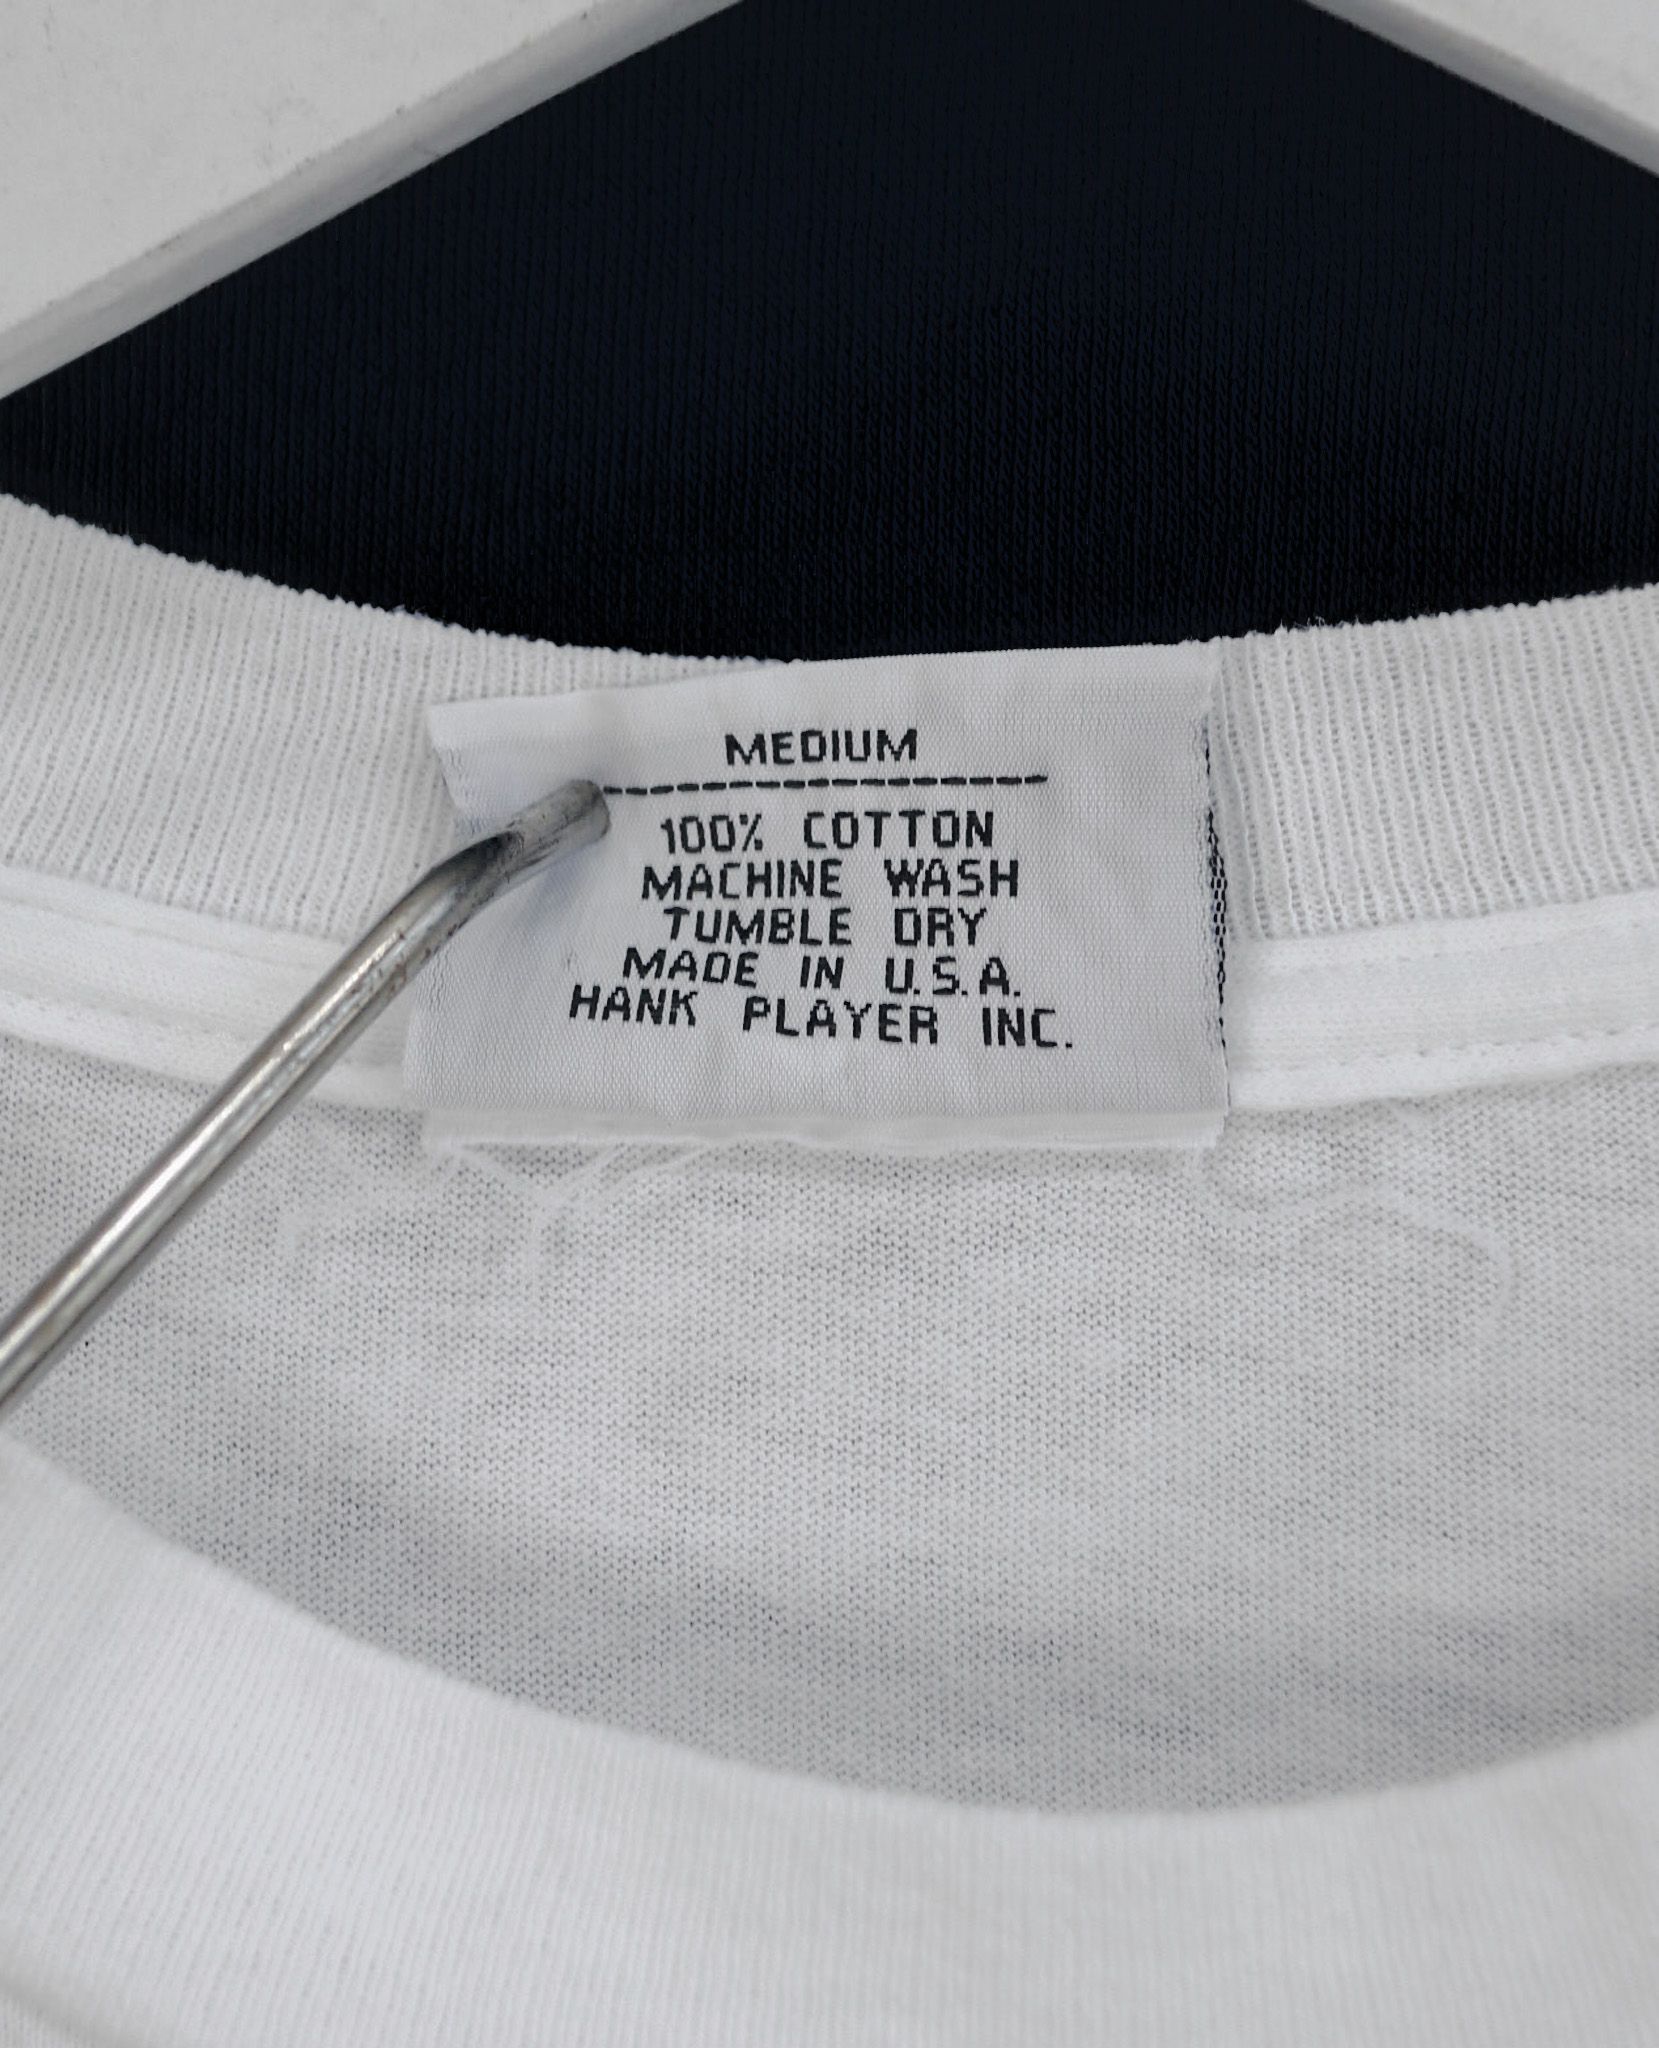 MEDIUM
100% COTTON
MACHINE WASH
TUMBLE DRY
MADE IN U.S.A.
HANK PLAYER INC.